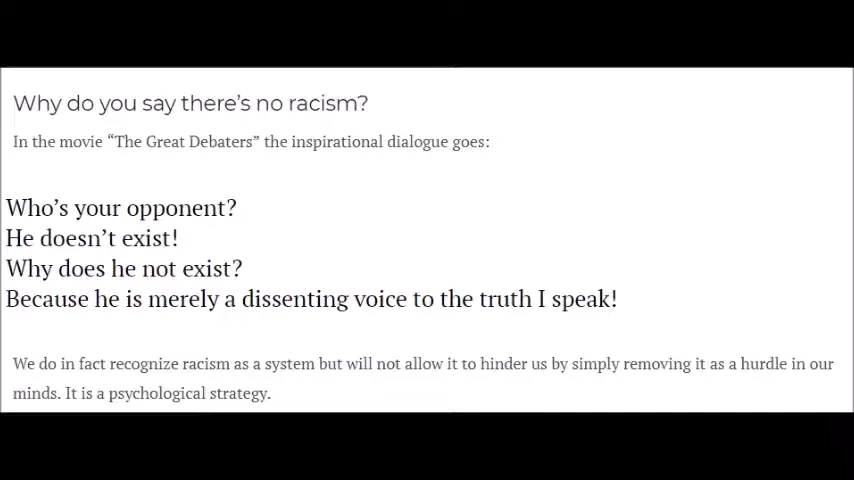 Why do you say there’s no racism?
In the movie “The Great Debaters” the inspirational dialogue goes:
Who’s your opponent?
He doesn’t exist!
Why does he not exist?
Because he is merely a dissenting voice to the truth I speak!
We do in fact recognize racism as a system but will not allow it to hinder us by simply removing it as a hurdle in our
minds. It is a psychological strategy.